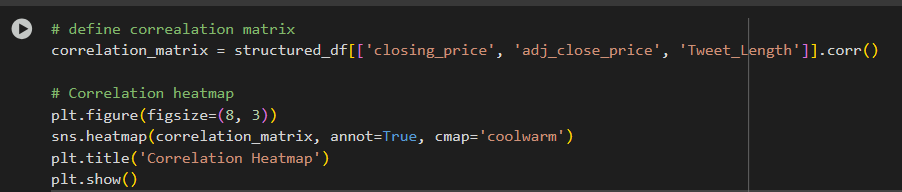 # define correalation matrix
correlation_matrix = structured_df[['closing_price', 'adj_close_price', 'Tweet_Length']].corr()
# Correlation heatmap
plt.figure(figsize=(8, 3))
sns.heatmap(correlation_matrix, annot=True, cmap='coolwarm')
plt.title('Correlation Heatmap')
plt.show()